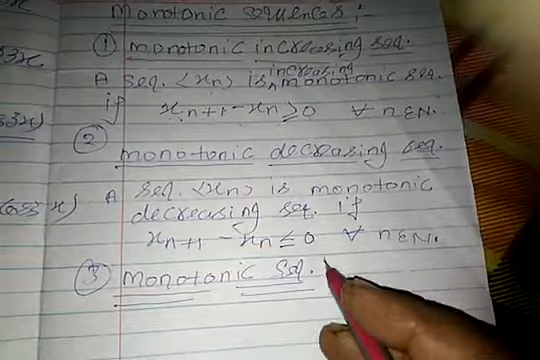 monotonic sequences:-
① monotonic increasing seq.
A seq. <xn> is increasing monotonic seq.
if xn+1 - xn ≥ 0 ∀ n∈N.
② monotonic decreasing seq.
A seq. <xn> is monotonic
decreasing seq. if
xn+1 - xn ≤ 0 ∀ n∈N.
③ monotonic Seq.